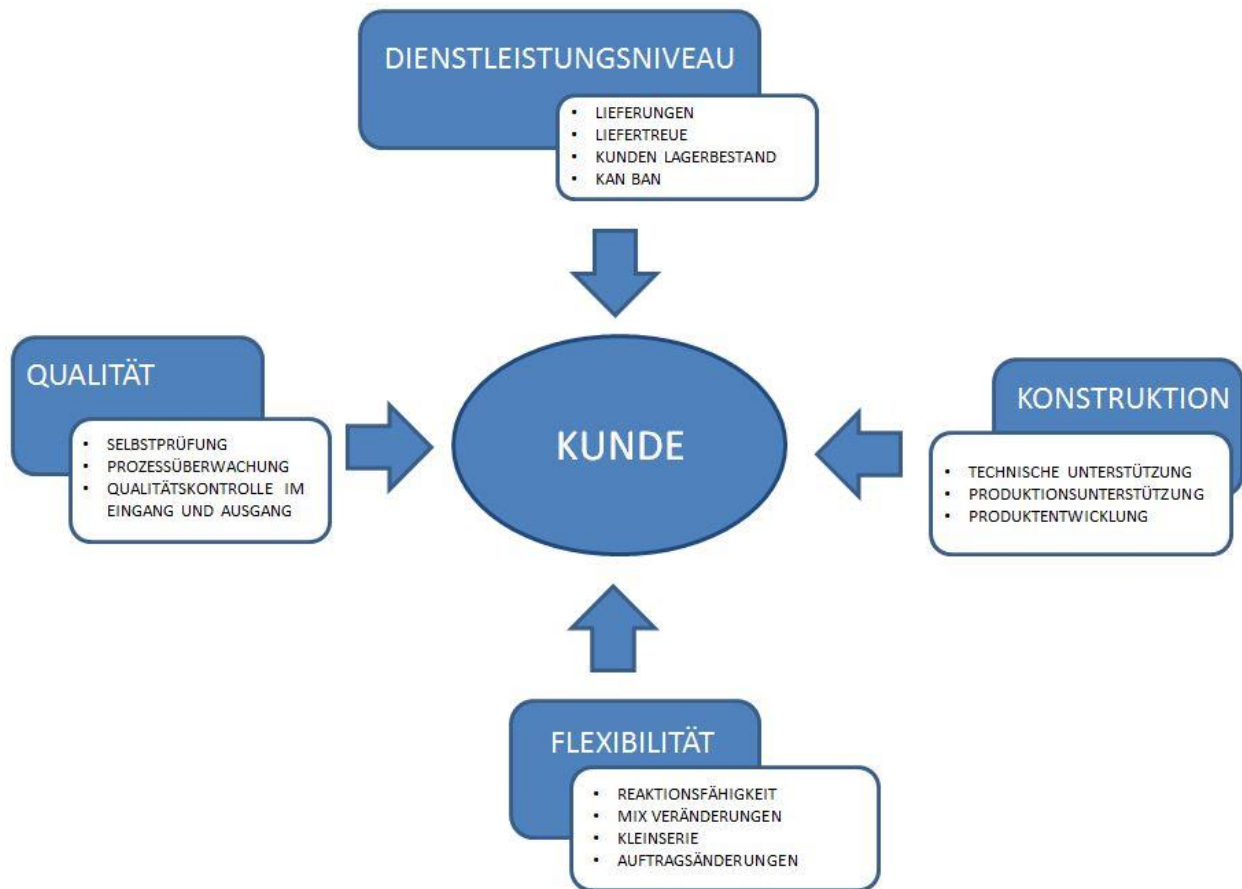 DIENSTLEISTUNGSNIVEAU
• LIEFERUNGEN
• LIEFERTREUE
• KUNDEN LAGERBESTAND
• KAN BAN
QUALITÄT
• SELBSTPRÜFUNG
• PROZESSÜBERWACHUNG
• QUALITÄTSKONTROLLE IM
EINGANG UND AUSGANG
KUNDE
KONSTRUKTION
• TECHNISCHE UNTERSTÜTZUNG
• PRODUKTIONSUNTERSTÜTZUNG
• PRODUKTENTWICKLUNG
FLEXIBILITÄT
• REAKTIONSFÄHIGKEIT
• MIX VERÄNDERUNGEN
• KLEINSERIE
• AUFTRAGSÄNDERUNGEN